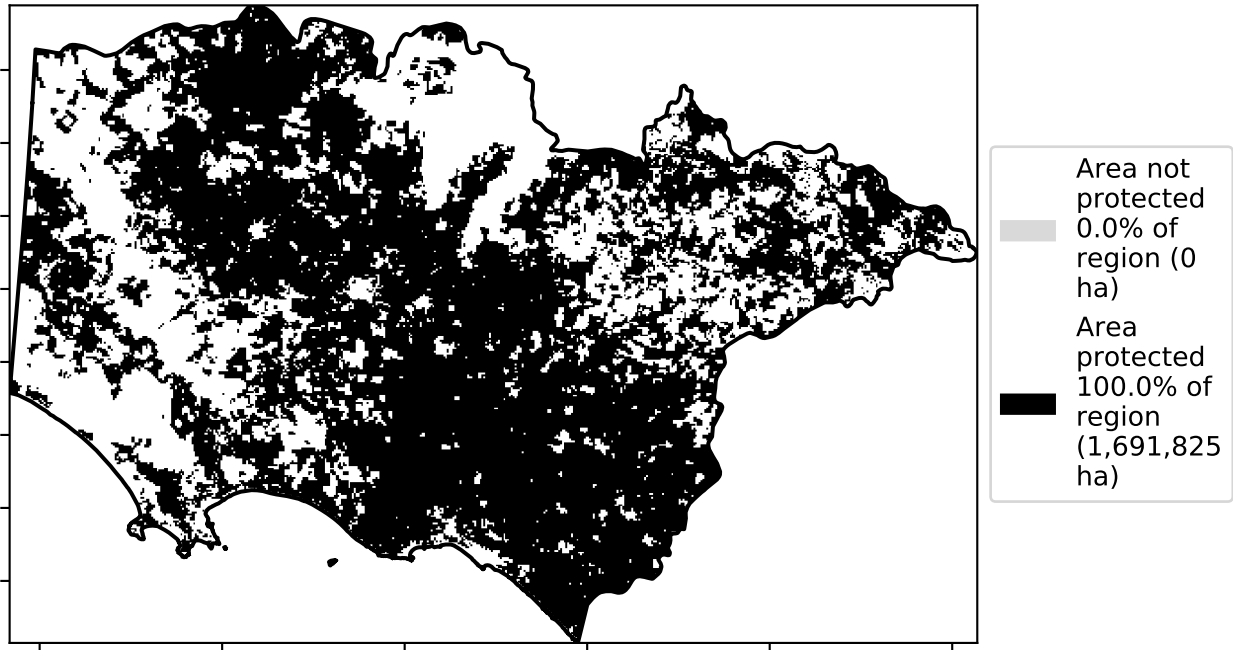 Area not
protected
0.0% of
region (0
ha)
Area
protected
100.0% of
region
(1,691,825
ha)